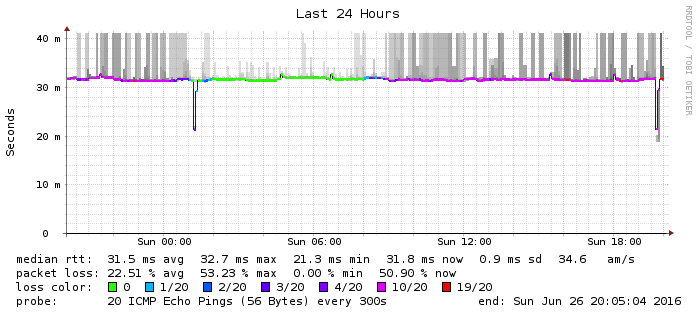 Last 24 Hours
RRDTOOL / TOBI OETIKER
Seconds
40 m
30 m
20 m
10 m
0
Sun 00:00 Sun 06:00 Sun 12:00 Sun 18:00
median rtt: 31.5 ms avg 32.7 ms max 21.3 ms min 31.8 ms now 0.9 ms sd 34.6 am/s
packet loss: 22.51 % avg 53.23 % max 0.00 % min 50.90 % now
loss color: 0 1/20 2/20 3/20 4/20 10/20 19/20
probe: 20 ICMP Echo Pings (56 Bytes) every 300s end: Sun Jun 26 20:05:04 2016